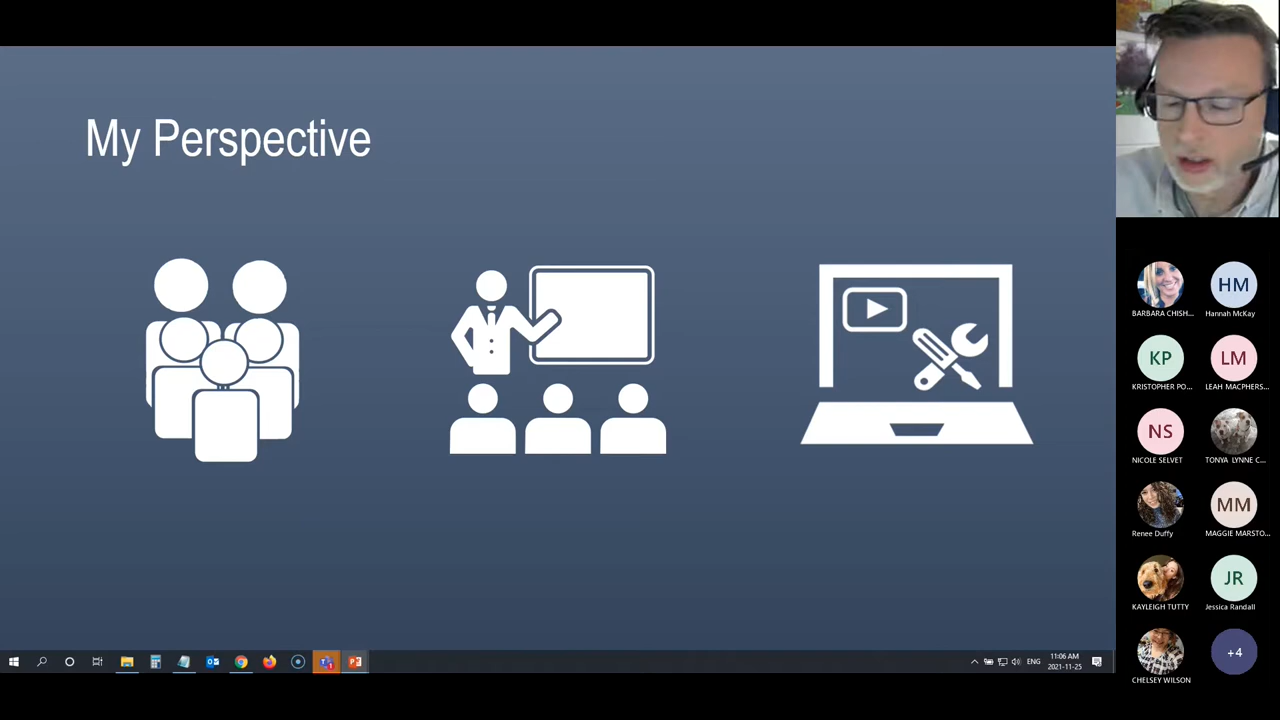 My Perspective
BARBARA CHISH...
HM
Hannah McKay
KP
KRISTOPHER PO...
LM
LEAH MACPHERS...
NS
NICOLE SELVET
TONYA LYNNE C...
Renee Duffy
MM
MAGGIE MARSTO...
KAYLEIGH TUTTY
JR
Jessica Randall
CHELSEY WILSON
+4
ENG
11:06 AM
2021-11-25